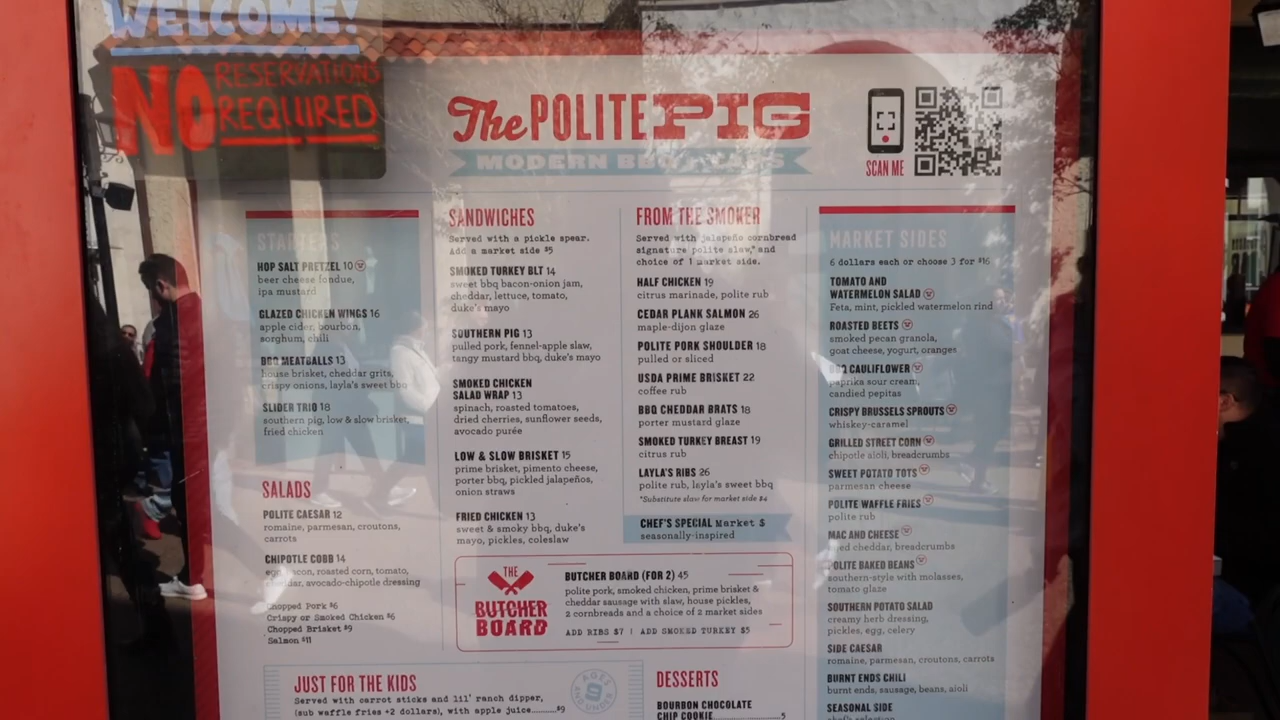 WELCOME!
NO RESERVATIONS
REQUIRED
The POLITE PIG
MODERN BBQ
SCAN ME
STARTERS
HOP SALT PRETZEL 10
beer cheese fondue,
ipa mustard
GLAZED CHICKEN WINGS 16
apple cider, bourbon,
sorghum, chili
BBQ MEATBALLS 13
house brisket, cheddar grits,
crispy onions, layla's sweet bbq
SLIDER TRIO 18
southern pig, low & slow brisket,
fried chicken
SALADS
POLITE CAESAR 12
romaine, parmesan, croutons,
carrots
CHIPOTLE COBB 14
egg, bacon, roasted corn, tomato,
cheddar, avocado-chipotle dressing
Chopped Pork $6
Crispy or Smoked Chicken $6
Chopped Brisket $9
Salmon $11
SANDWICHES
Served with a pickle spear.
Add a market side $5
SMOKED TURKEY BLT 14
sweet bbq bacon-onion jam,
cheddar, lettuce, tomato,
duke's mayo
SOUTHERN PIG 13
pulled pork, fennel-apple slaw,
tangy mustard bbq, duke's mayo
SMOKED CHICKEN
SALAD WRAP 13
spinach, roasted tomatoes,
dried cherries, sunflower seeds,
avocado purée
LOW & SLOW BRISKET 15
prime brisket, pimento cheese,
porter bbq, pickled jalapeños,
onion straws
FRIED CHICKEN 13
sweet & smoky bbq, duke's
mayo, pickles, coleslaw
FROM THE SMOKER
Served with jalapeño cornbread
signature polite slaw,* and
choice of 1 market side.
HALF CHICKEN 19
citrus marinade, polite rub
CEDAR PLANK SALMON 26
maple-dijon glaze
POLITE PORK SHOULDER 18
pulled or sliced
USDA PRIME BRISKET 22
coffee rub
BBQ CHEDDAR BRATS 18
porter mustard glaze
SMOKED TURKEY BREAST 19
citrus rub
LAYLA'S RIBS 26
polite rub, layla's sweet bbq
*Substitute slaw for market side $4
CHEF'S SPECIAL Market $
seasonally-inspired
THE
BUTCHER
BOARD
BUTCHER BOARD (FOR 2) 45
polite pork, smoked chicken, prime brisket &
cheddar sausage with slaw, house pickles,
2 cornbreads and a choice of 2 market sides
ADD RIBS $7 | ADD SMOKED TURKEY $5
MARKET SIDES
6 dollars each or choose 3 for $16
TOMATO AND
WATERMELON SALAD
Feta, mint, pickled watermelon rind
ROASTED BEETS
smoked pecan granola,
goat cheese, yogurt, oranges
BBQ CAULIFLOWER
paprika sour cream,
candied pepitas
CRISPY BRUSSELS SPROUTS
whiskey-caramel
GRILLED STREET CORN
chipotle aioli, breadcrumbs
SWEET POTATO TOTS
parmesan cheese
POLITE WAFFLE FRIES
polite rub
MAC AND CHEESE
cheddar, breadcrumbs
POLITE BAKED BEANS
southern-style with molasses,
tomato glaze
SOUTHERN POTATO SALAD
creamy herb dressing,
pickles, egg, celery
SIDE CAESAR
romaine, parmesan, croutons, carrots
BURNT ENDS CHILI
burnt ends, sausage, beans, aioli
SEASONAL SIDE
chef's selection
JUST FOR THE KIDS
Served with carrot sticks and lil' ranch dipper,
(sub waffle fries +2 dollars), with apple juice......$9
AGES
9
AND UNDER
DESSERTS
BOURBON CHOCOLATE
CHIP COOKIE......5